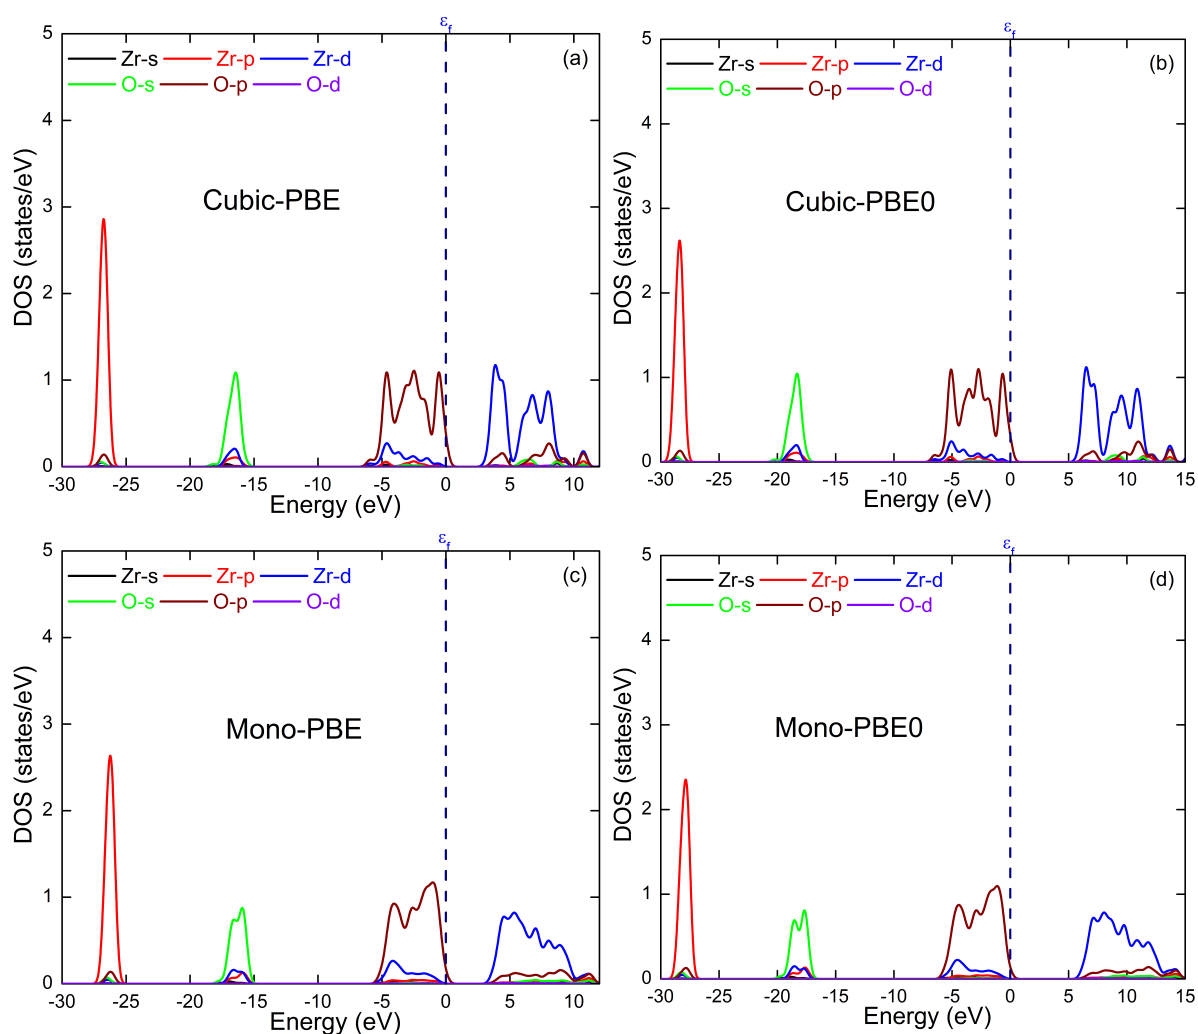 εf
5
4
3
2
1
0
DOS (states/eV)
Zr-s Zr-p Zr-d
O-s O-p O-d
(a)
Cubic-PBE
-30 -25 -20 -15 -10 -5 0 5 10
Energy (eV)
εf
5
4
3
2
1
0
DOS (states/eV)
Zr-s Zr-p Zr-d
O-s O-p O-d
(b)
Cubic-PBE0
-30 -25 -20 -15 -10 -5 0 5 10 15
Energy (eV)
εf
5
4
3
2
1
0
DOS (states/eV)
Zr-s Zr-p Zr-d
O-s O-p O-d
(c)
Mono-PBE
-30 -25 -20 -15 -10 -5 0 5 10
Energy (eV)
εf
5
4
3
2
1
0
DOS (states/eV)
Zr-s Zr-p Zr-d
O-s O-p O-d
(d)
Mono-PBE0
-30 -25 -20 -15 -10 -5 0 5 10 15
Energy (eV)